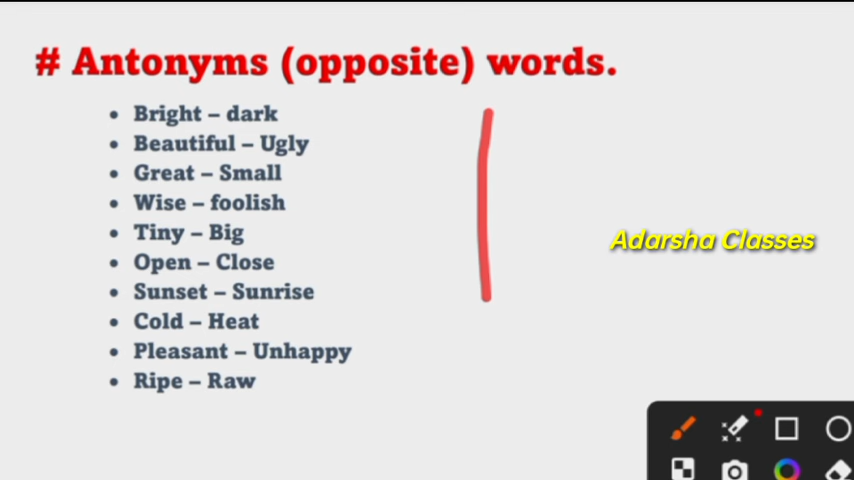 # Antonyms (opposite) words.
• Bright – dark
• Beautiful – Ugly
• Great – Small
• Wise – foolish
• Tiny – Big
• Open – Close
• Sunset – Sunrise
• Cold – Heat
• Pleasant – Unhappy
• Ripe – Raw
Adarsha Classes